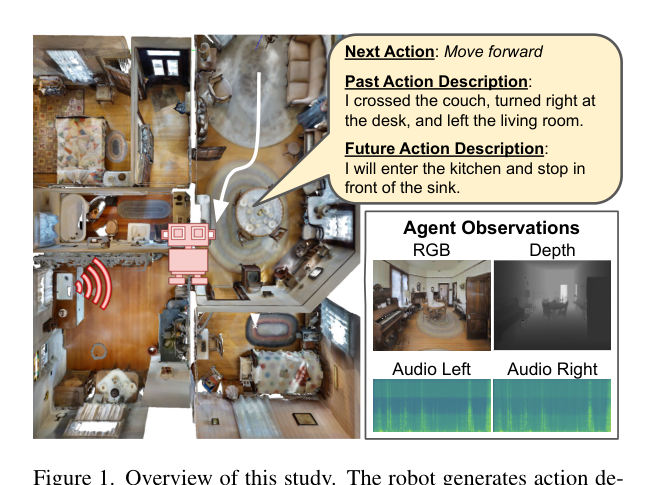 Next Action: Move forward
Past Action Description:
I crossed the couch, turned right at
the desk, and left the living room.
Future Action Description:
I will enter the kitchen and stop in
front of the sink.
Agent Observations
RGB
Depth
Audio Left
Audio Right
Figure 1. Overview of this study. The robot generates action de-